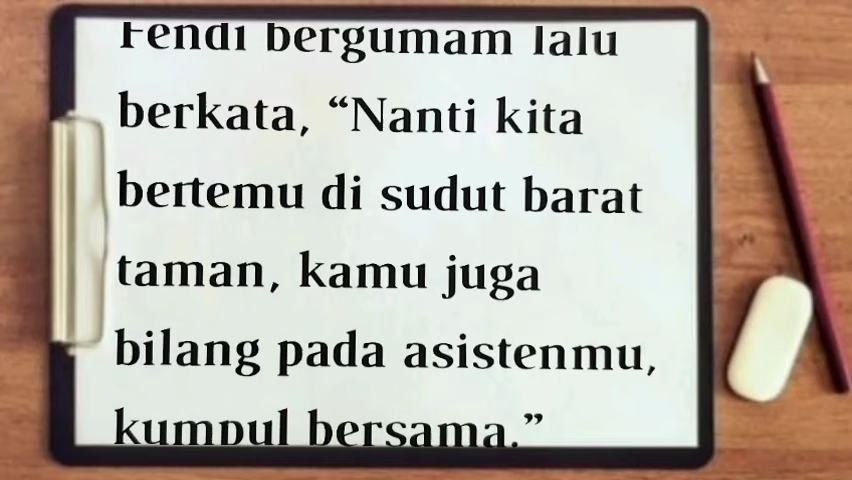 Fendi bergumam lalu
berkata, “Nanti kita
bertemu di sudut barat
taman, kamu juga
bilang pada asistenmu,
kumpul bersama.”